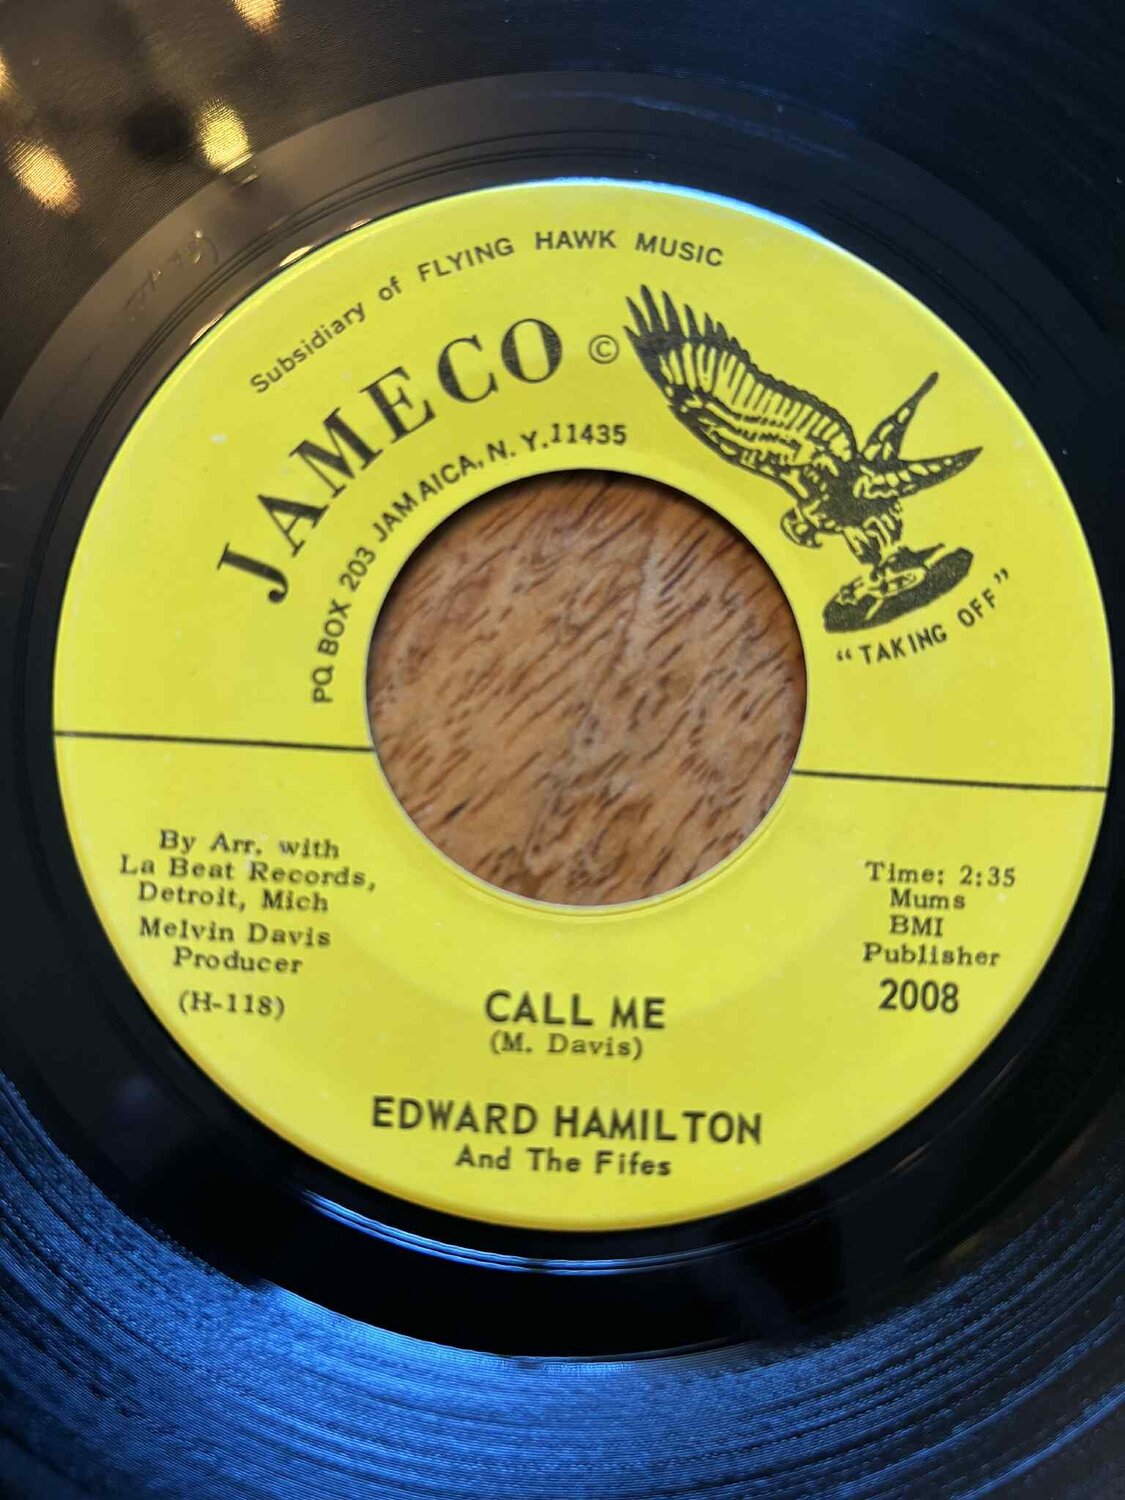 Subsidiary of FLYING HAWK MUSIC
JAMECO ©
PO. BOX 203 JAMAICA, N. Y. 11435
“TAKING OFF”
By Arr. with
La Beat Records,
Detroit, Mich
Melvin Davis
Producer
(H-118)
Time: 2:35
Mums
BMI
Publisher
2008
CALL ME
(M. Davis)
EDWARD HAMILTON
And The Fifes